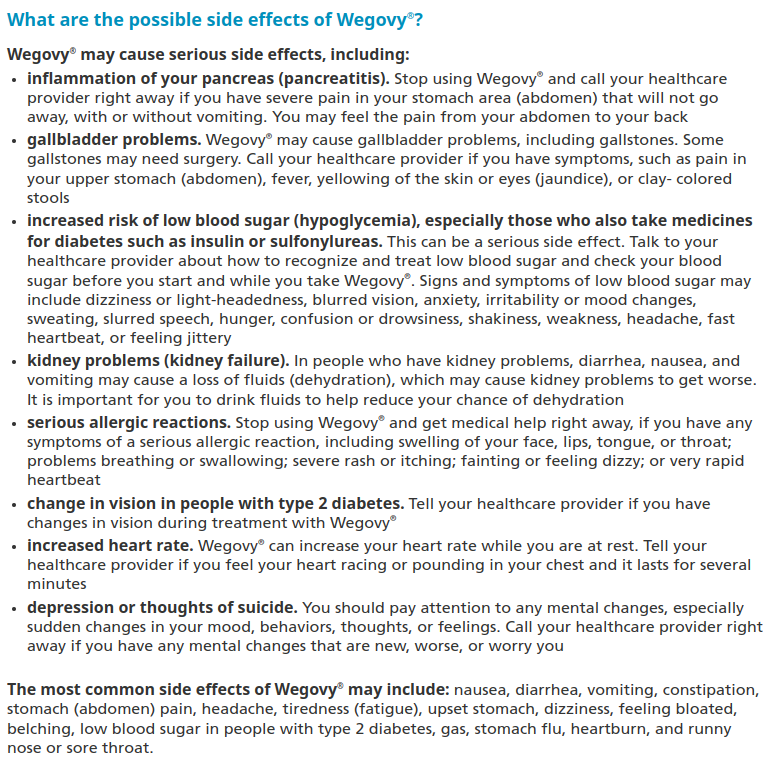 What are the possible side effects of Wegovy®?
Wegovy® may cause serious side effects, including:
• inflammation of your pancreas (pancreatitis). Stop using Wegovy® and call your healthcare
provider right away if you have severe pain in your stomach area (abdomen) that will not go
away, with or without vomiting. You may feel the pain from your abdomen to your back
• gallbladder problems. Wegovy® may cause gallbladder problems, including gallstones. Some
gallstones may need surgery. Call your healthcare provider if you have symptoms, such as pain in
your upper stomach (abdomen), fever, yellowing of the skin or eyes (jaundice), or clay- colored
stools
• increased risk of low blood sugar (hypoglycemia), especially those who also take medicines
for diabetes such as insulin or sulfonylureas. This can be a serious side effect. Talk to your
healthcare provider about how to recognize and treat low blood sugar and check your blood
sugar before you start and while you take Wegovy®. Signs and symptoms of low blood sugar may
include dizziness or light-headedness, blurred vision, anxiety, irritability or mood changes,
sweating, slurred speech, hunger, confusion or drowsiness, shakiness, weakness, headache, fast
heartbeat, or feeling jittery
• kidney problems (kidney failure). In people who have kidney problems, diarrhea, nausea, and
vomiting may cause a loss of fluids (dehydration), which may cause kidney problems to get worse.
It is important for you to drink fluids to help reduce your chance of dehydration
• serious allergic reactions. Stop using Wegovy® and get medical help right away, if you have any
symptoms of a serious allergic reaction, including swelling of your face, lips, tongue, or throat;
problems breathing or swallowing; severe rash or itching; fainting or feeling dizzy; or very rapid
heartbeat
• change in vision in people with type 2 diabetes. Tell your healthcare provider if you have
changes in vision during treatment with Wegovy®
• increased heart rate. Wegovy® can increase your heart rate while you are at rest. Tell your
healthcare provider if you feel your heart racing or pounding in your chest and it lasts for several
minutes
• depression or thoughts of suicide. You should pay attention to any mental changes, especially
sudden changes in your mood, behaviors, thoughts, or feelings. Call your healthcare provider right
away if you have any mental changes that are new, worse, or worry you
The most common side effects of Wegovy® may include: nausea, diarrhea, vomiting, constipation,
stomach (abdomen) pain, headache, tiredness (fatigue), upset stomach, dizziness, feeling bloated,
belching, low blood sugar in people with type 2 diabetes, gas, stomach flu, heartburn, and runny
nose or sore throat.